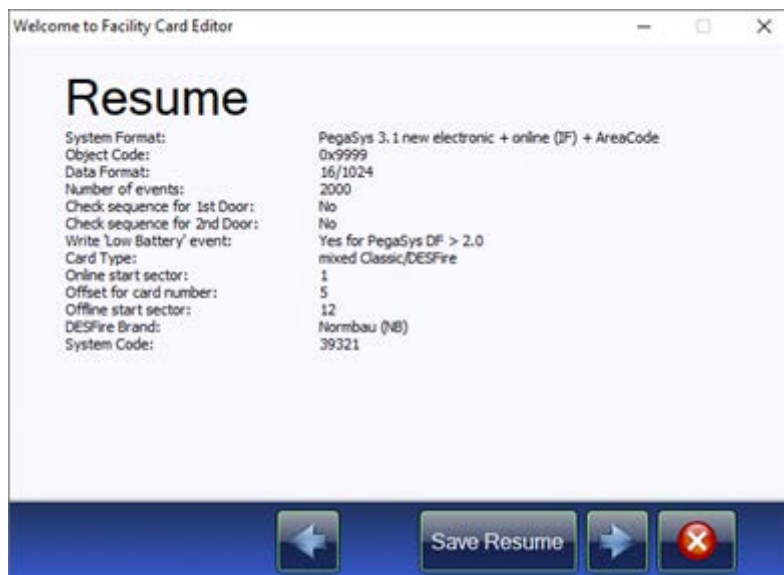 Welcome to Facility Card Editor
Resume
System Format: PegaSys 3.1 new electronic + online (IF) + AreaCode
Object Code: 0x9999
Data Format: 16/1024
Number of events: 2000
Check sequence for 1st Door: No
Check sequence for 2nd Door: No
Write 'Low Battery' event: Yes for PegaSys DF > 2.0
Card Type: mixed Classic/DESFire
Online start sector: 1
Offset for card number: 5
Offline start sector: 12
DESFire Brand: Normbau (NB)
System Code: 39321
Save Resume